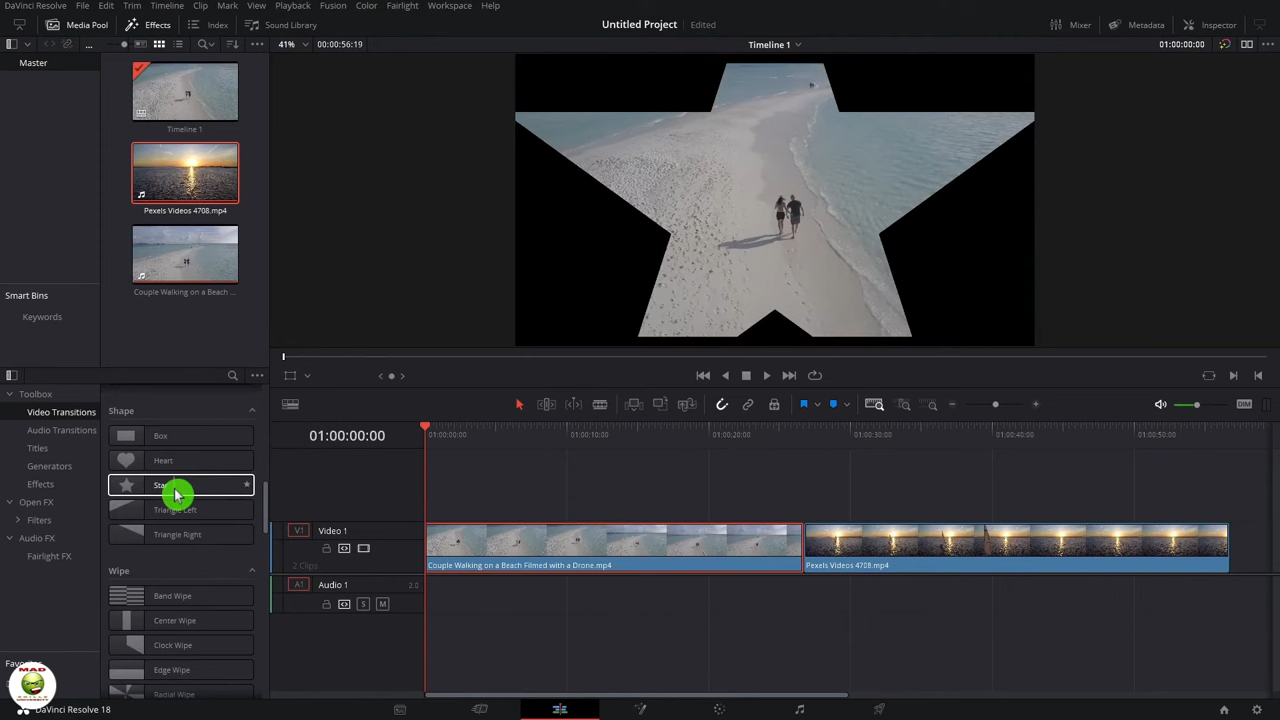 DaVinci Resolve File Edit Trim Timeline Clip Mark View Playback Fusion Color Fairlight Workspace Help
Media Pool Effects Index Sound Library Untitled Project Edited Mixer Metadata Inspector
... 41% 00:00:56:19 Timeline 1 01:00:00:00
Master
Timeline 1
Pexels Videos 4708.mp4
Couple Walking on a Beach ...
Smart Bins
Keywords
Toolbox
Video Transitions
Audio Transitions
Titles
Generators
Effects
Open FX
Filters
Audio FX
Fairlight FX
Shape
Box
Heart
Triangle Left
Triangle Right
Wipe
Band Wipe
Center Wipe
Clock Wipe
Edge Wipe
Radial Wipe
DIM
01:00:00:00
01:00:00:00 01:00:10:00 01:00:20:00 01:00:30:00 01:00:40:00 01:00:50:00
V1 Video 1
2 Clips
Couple Walking on a Beach Filmed with a Drone.mp4 Pexels Videos 4708.mp4
A1 Audio 1 2.0
S M
MAD
DaVinci Resolve 18